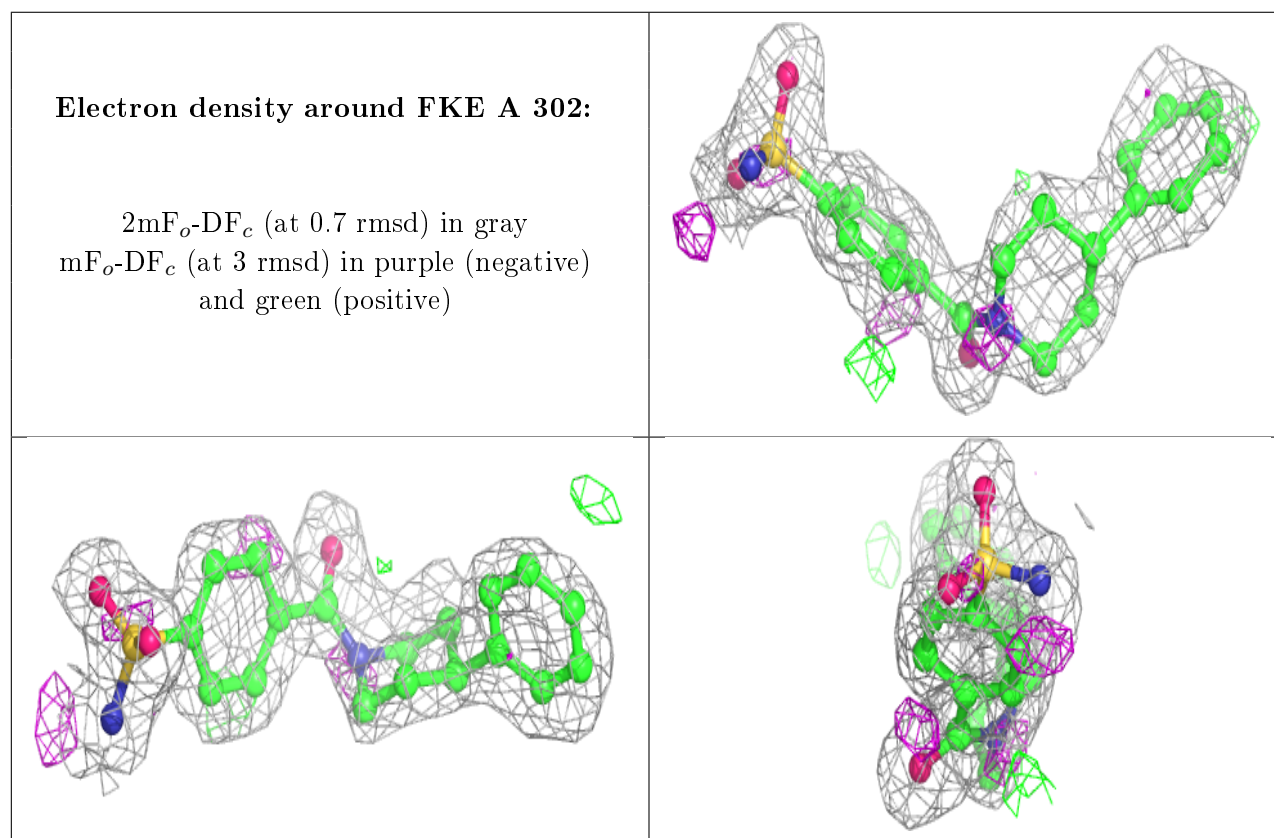 Electron density around FKE A 302:
2mFₒ-DF𝑐 (at 0.7 rmsd) in gray
mFₒ-DF𝑐 (at 3 rmsd) in purple (negative)
and green (positive)